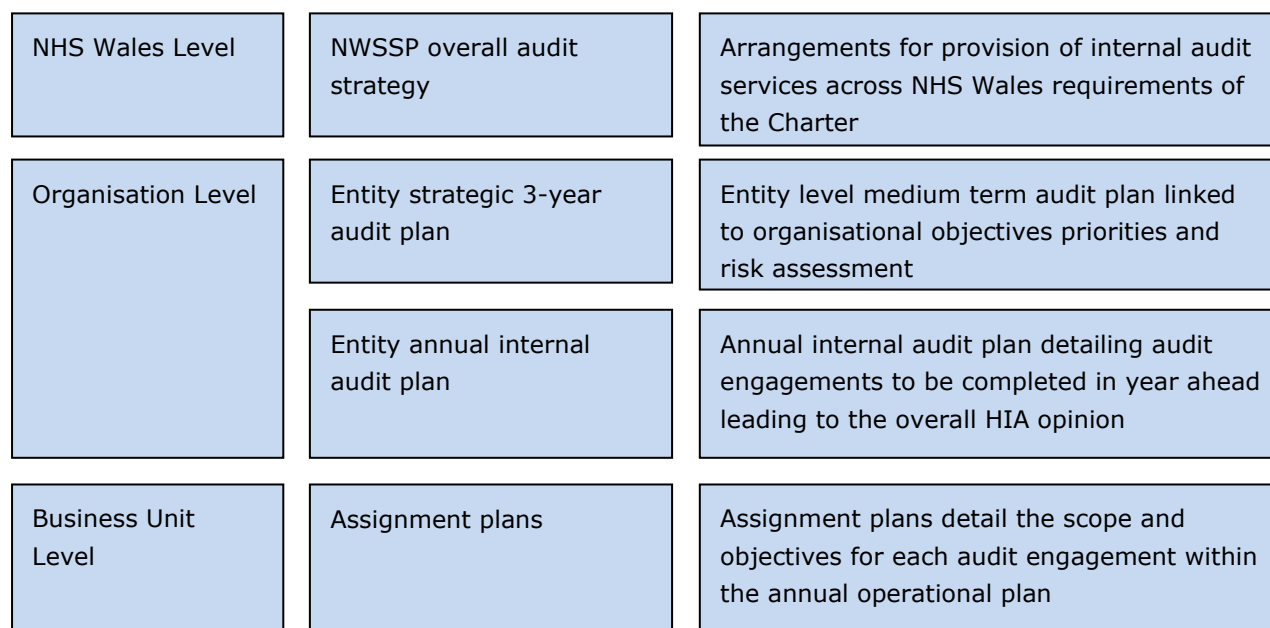 NHS Wales Level
NWSSP overall audit
strategy
Arrangements for provision of internal audit
services across NHS Wales requirements of
the Charter
Organisation Level
Entity strategic 3-year
audit plan
Entity level medium term audit plan linked
to organisational objectives priorities and
risk assessment
Entity annual internal
audit plan
Annual internal audit plan detailing audit
engagements to be completed in year ahead
leading to the overall HIA opinion
Business Unit
Level
Assignment plans
Assignment plans detail the scope and
objectives for each audit engagement within
the annual operational plan